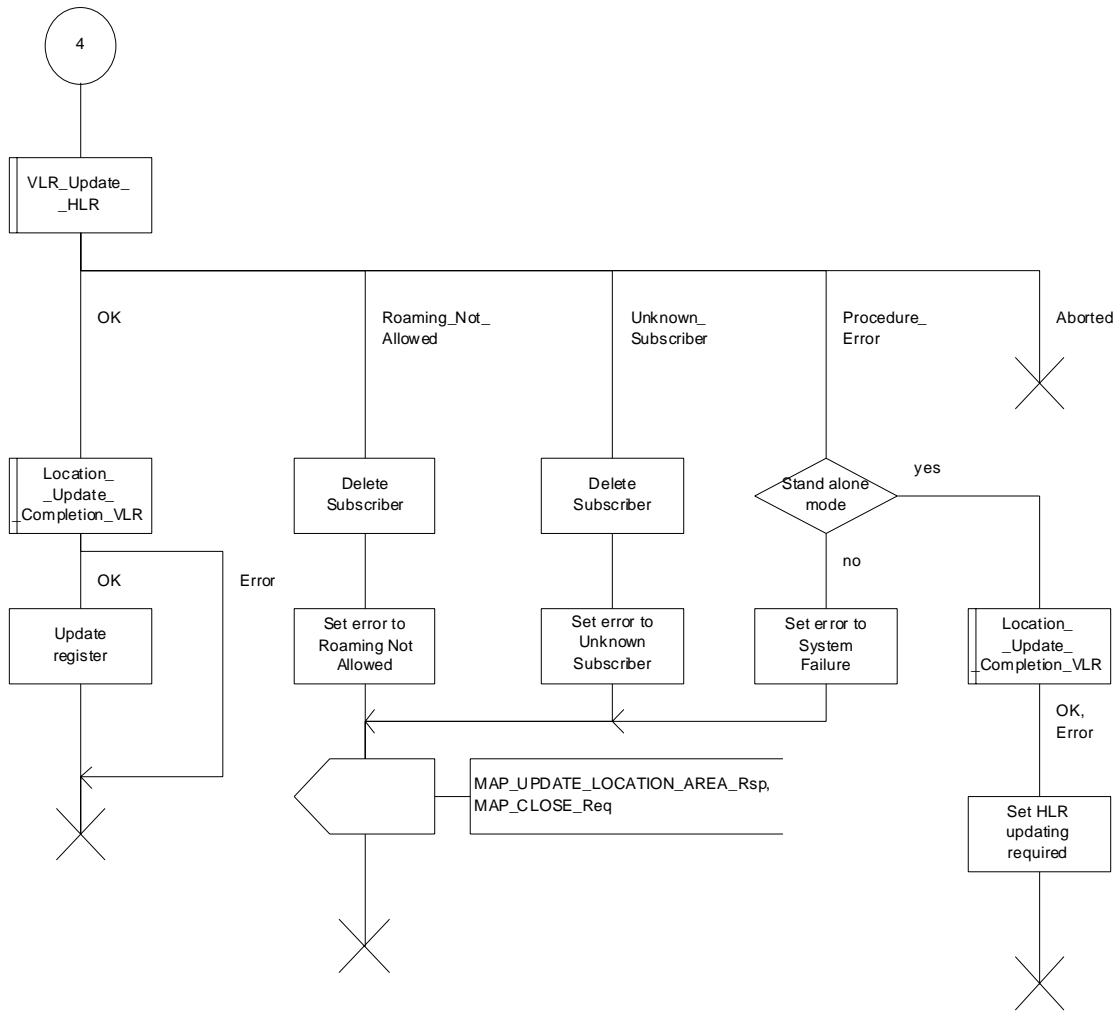 4
VLR_Update_
_HLR
OK
Roaming_Not_
Allowed
Unknown_
Subscriber
Procedure_
Error
Aborted
Location_
_Update_
_Completion_VLR
Delete
Subscriber
Delete
Subscriber
Stand alone
mode
yes
no
OK
Error
Update
register
Set error to
Roaming Not
Allowed
Set error to
Unknown
Subscriber
Set error to
System
Failure
Location_
_Update_
_Completion_VLR
OK,
Error
MAP_UPDATE_LOCATION_AREA_Rsp,
MAP_CLOSE_Req
Set HLR
updating
required